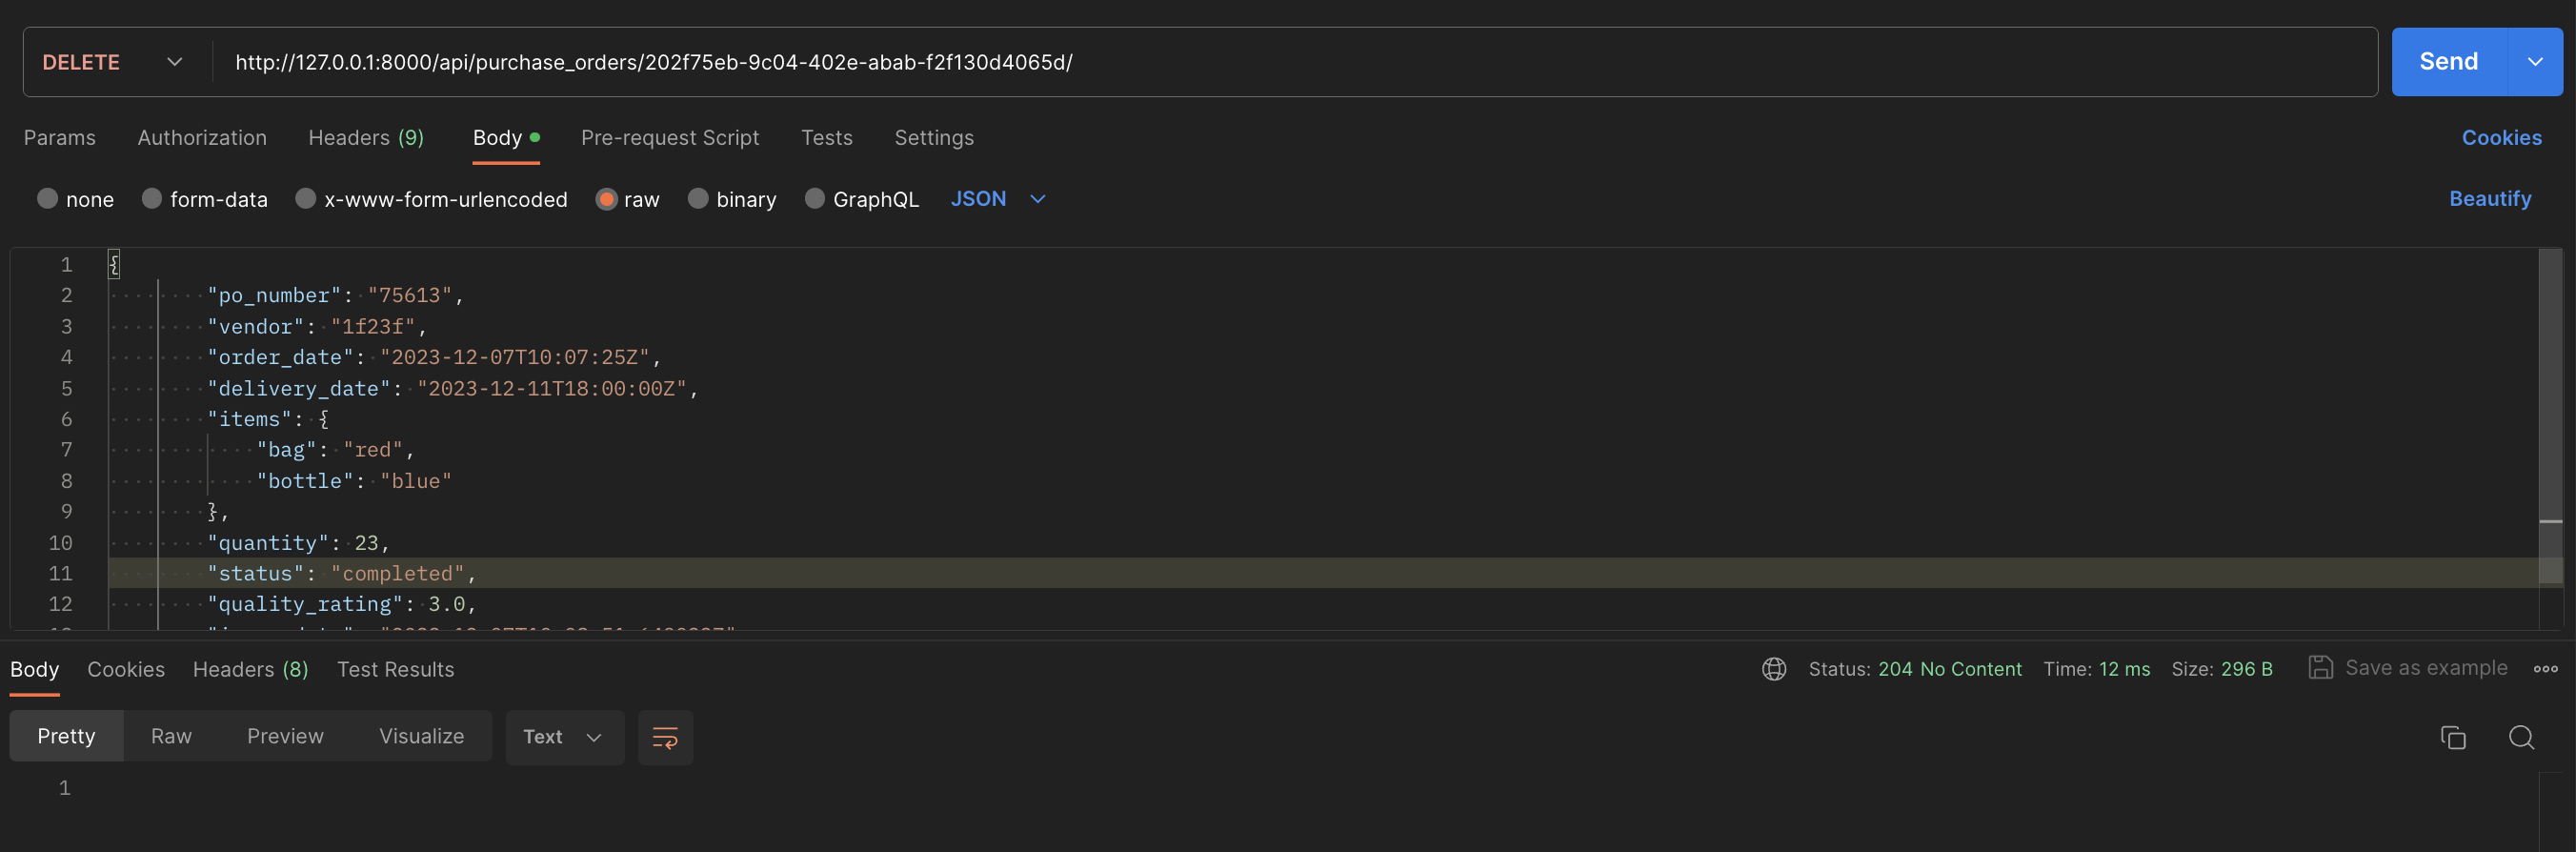 DELETE http://127.0.0.1:8000/api/purchase_orders/202f75eb-9c04-402e-abab-f2f130d4065d/ Send
Params Authorization Headers (9) Body Pre-request Script Tests Settings Cookies
none form-data x-www-form-urlencoded raw binary GraphQL JSON Beautify
1 {
2 "po_number": "75613",
3 "vendor": "1f23f",
4 "order_date": "2023-12-07T10:07:25Z",
5 "delivery_date": "2023-12-11T18:00:00Z",
6 "items": {
7 "bag": "red",
8 "bottle": "blue"
9 },
10 "quantity": 23,
11 "status": "completed",
12 "quality_rating": 3.0,
Body Cookies Headers (8) Test Results Status: 204 No Content Time: 12 ms Size: 296 B Save as example
Pretty Raw Preview Visualize Text
1